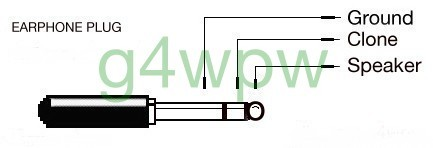 Ground
EARPHONE PLUG
Clone
Speaker
g4wpw